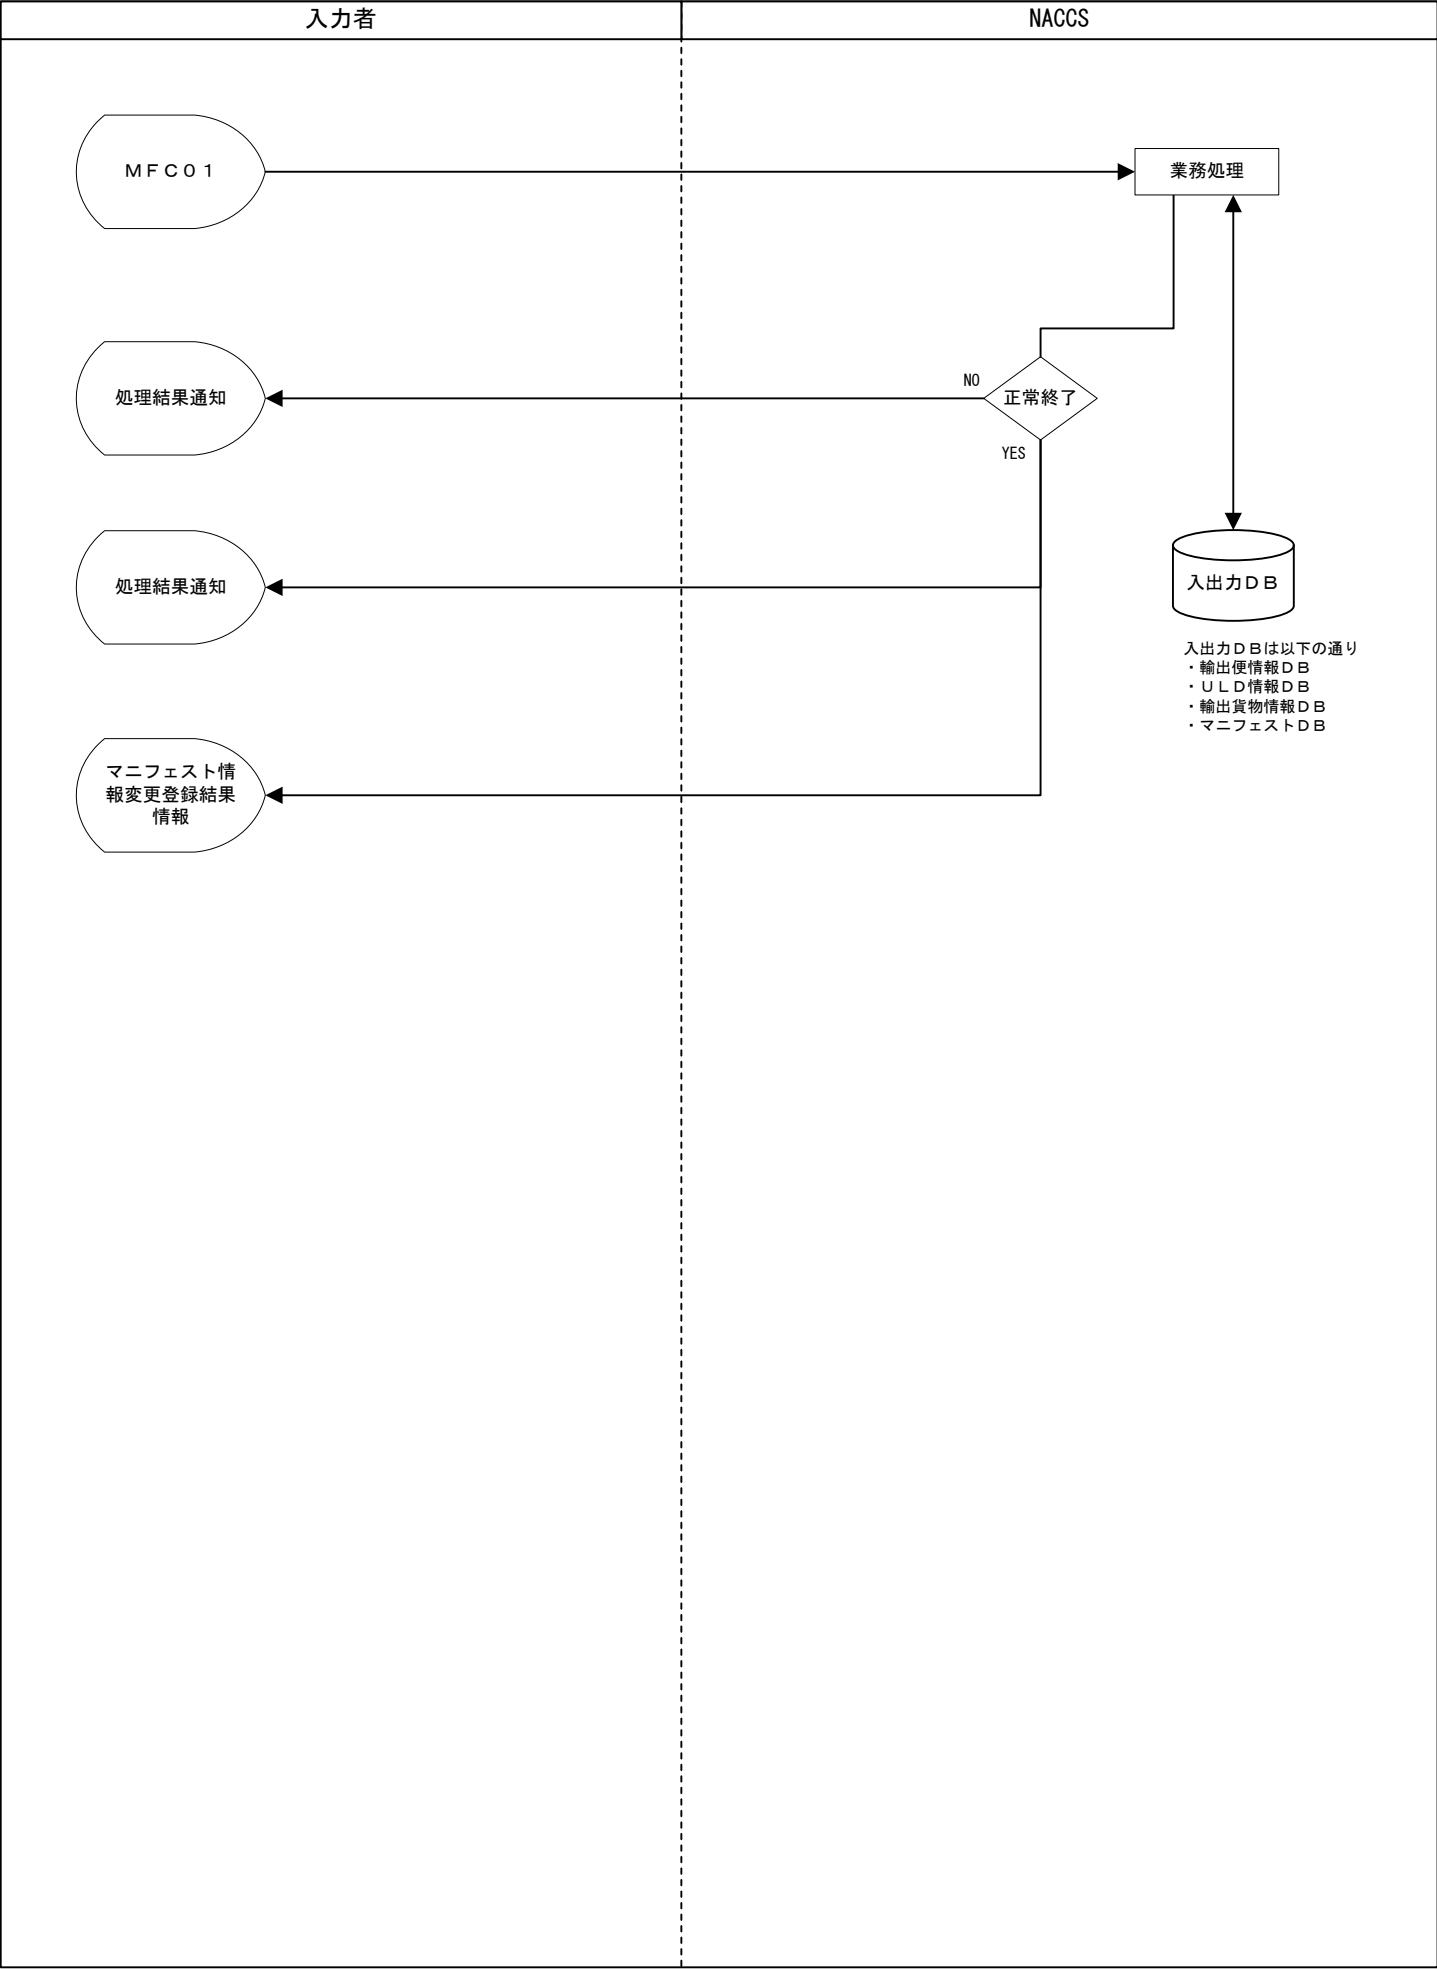 入力者
NACCS
ＭＦＣ０１
業務処理
処理結果通知
NO
正常終了
YES
処理結果通知
入出力ＤＢ
入出力ＤＢは以下の通り
・輸出便情報ＤＢ
・ＵＬＤ情報ＤＢ
・輸出貨物情報ＤＢ
・マニフェストＤＢ
マニフェスト情
報変更登録結果
情報